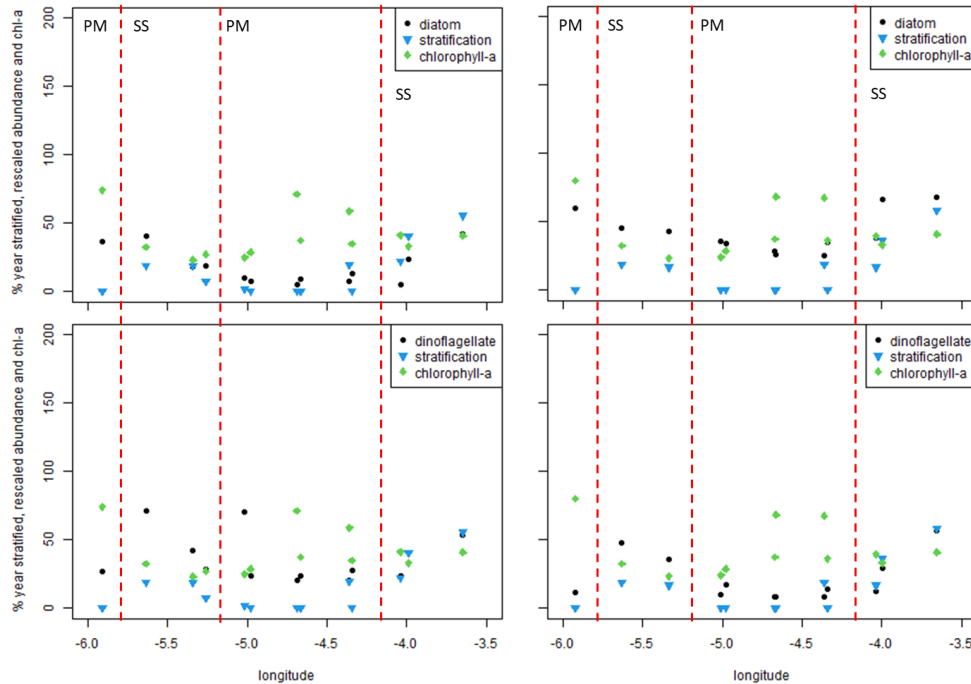 PM SS PM
diatom
stratification
chlorophyll-a
SS
% year stratified, rescaled abundance and chl-a
0 50 100 150 200
PM SS PM
diatom
stratification
chlorophyll-a
SS
dinoflagellate
stratification
chlorophyll-a
% year stratified, rescaled abundance and chl-a
0 50 100 150 200
-6.0 -5.5 -5.0 -4.5 -4.0 -3.5
longitude
dinoflagellate
stratification
chlorophyll-a
-6.0 -5.5 -5.0 -4.5 -4.0 -3.5
longitude